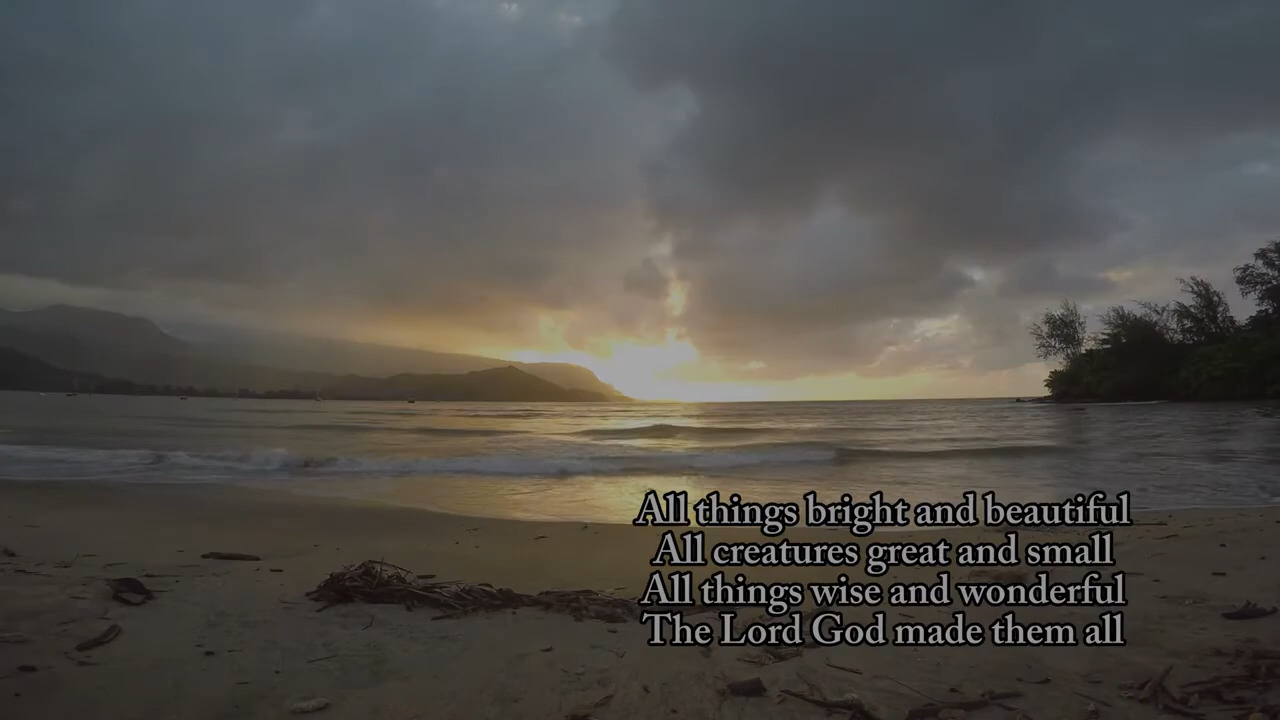 All things bright and beautiful
All creatures great and small
All things wise and wonderful
The Lord God made them all